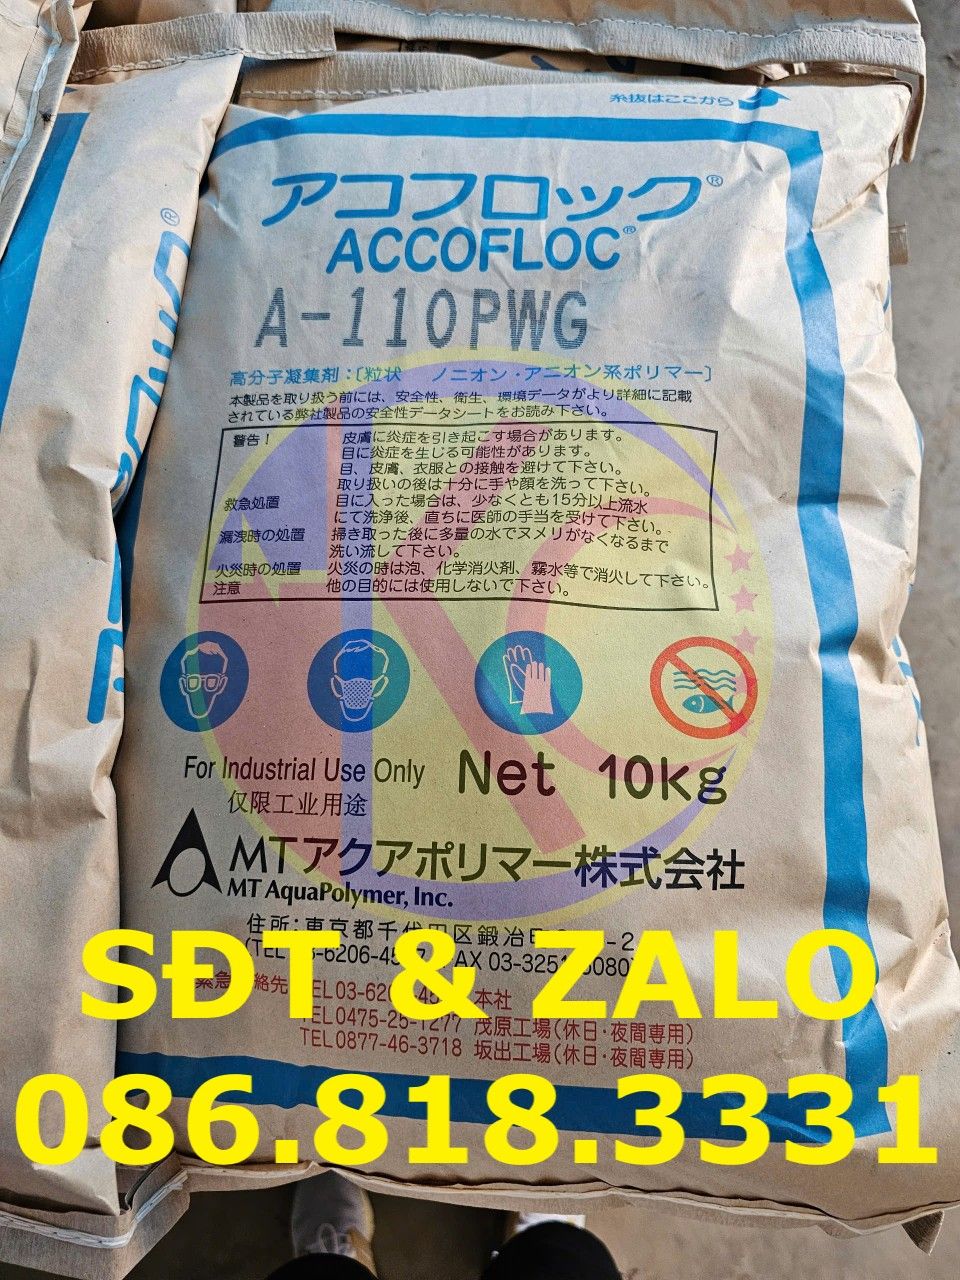 糸抜はここから
アコフロック®
ACCOFLOC®
A-110PWG
高分子凝集剤:〔粒状 ノニオン・アニオン系ポリマー〕
本製品を取り扱う前には、安全性、衛生、環境データがより詳細に記載
されている弊社製品の安全性データシートをお読み下さい。
警告! 皮膚に炎症を引き起こす場合があります。
目に炎症を生じる可能性があります。
目、皮膚、衣服との接触を避けて下さい。
取り扱いの後は十分に手や顔を洗って下さい。
救急処置 目に入った場合は、少なくとも15分以上流水
にて洗浄後、直ちに医師の手当を受けて下さい。
漏洩時の処置 掃き取った後に多量の水でヌメリがなくなるまで
洗い流して下さい。
火災時の処置 火災の時は泡、化学消火剤、霧水等で消火して下さい。
注意 他の目的には使用しないで下さい。
For Industrial Use Only Net 10kg
仅限工业用途
MTアクアポリマー株式会社
MT AquaPolymer, Inc.
住所:東京都千代田区鍛冶
SĐT & ZALO
本社
TEL0475-25-1277 茂原工場(休日・夜間専用)
TEL0877-46-3718 坂出工場(休日・夜間専用)
086.818.3331